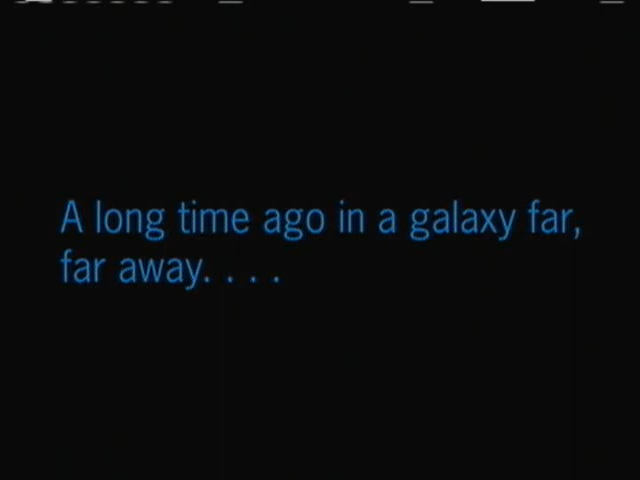 A long time ago in a galaxy far,
far away. . . .